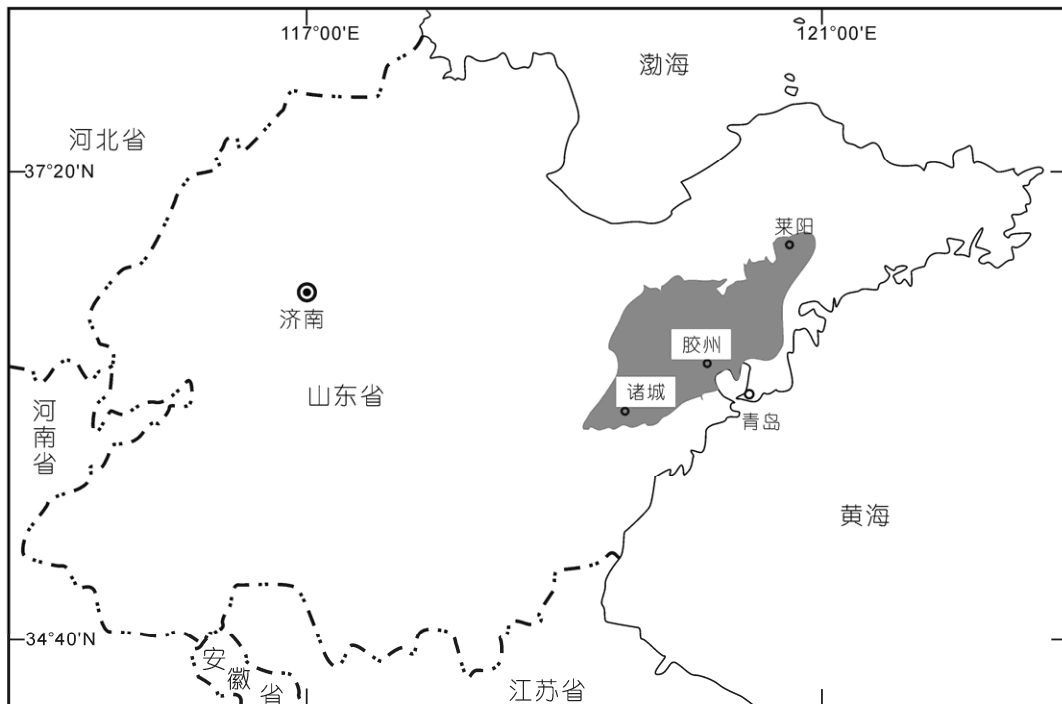 117°00'E
121°00'E
渤海
河北省
37°20'N
莱阳
济南
胶州
山东省
诸城
河南省
青岛
黄海
34°40'N
安徽省
江苏省